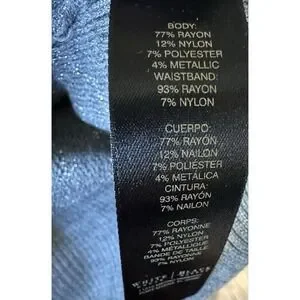 BODY:
77% RAYON
12% NYLON
7% POLYESTER
4% METALLIC
WAISTBAND:
93% RAYON
7% NYLON
CUERPO:
77% RAYÓN
12% NAILON
7% POLIÉSTER
4% METÁLICA
CINTURA:
93% RAYÓN
7% NAILON
CORPS:
77% RAYONNE
12% NYLON
7% POLYESTER
4% MÉTALLIQUE
BANDE DE TAILLE
93% RAYONNE
7% NYLON
WHITE | BLACK